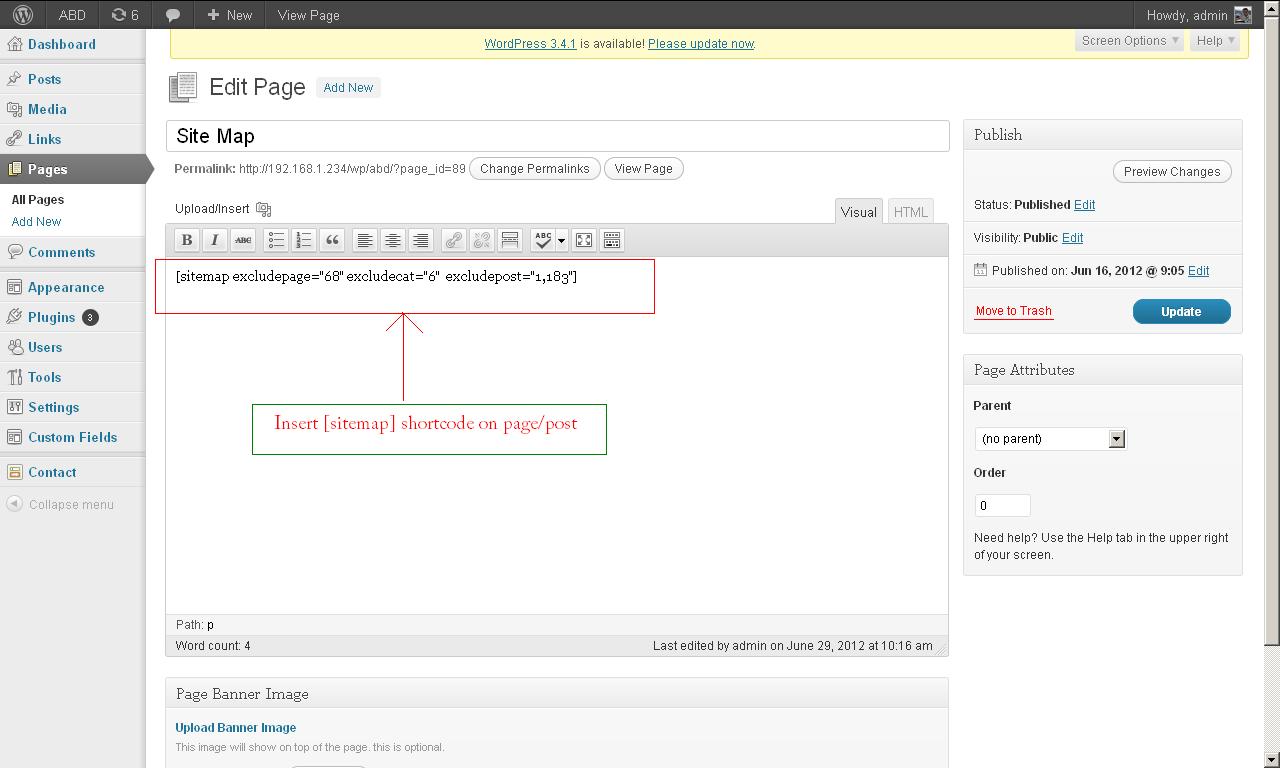 ABD 6 + New View Page Howdy, admin
WordPress 3.4.1 is available! Please update now.
Screen Options Help
Dashboard
Posts
Media
Links
Pages
All Pages
Add New
Comments
Appearance
Plugins 3
Users
Tools
Settings
Custom Fields
Contact
Collapse menu
Edit Page Add New
Site Map
Permalink: http://192.168.1.234/wp/abd/?page_id=89 Change Permalinks View Page
Upload/Insert Visual HTML
B I ABC ABC
[sitemap excludepage="68" excludecat="6" excludepost="1,183"]
Insert [sitemap] shortcode on page/post
Path: p
Word count: 4 Last edited by admin on June 29, 2012 at 10:16 am
Page Banner Image
Upload Banner Image
This image will show on top of the page. this is optional.
Publish
Preview Changes
Status: Published Edit
Visibility: Public Edit
Published on: Jun 16, 2012 @ 9:05 Edit
Move to Trash Update
Page Attributes
Parent
(no parent)
Order
0
Need help? Use the Help tab in the upper right
of your screen.